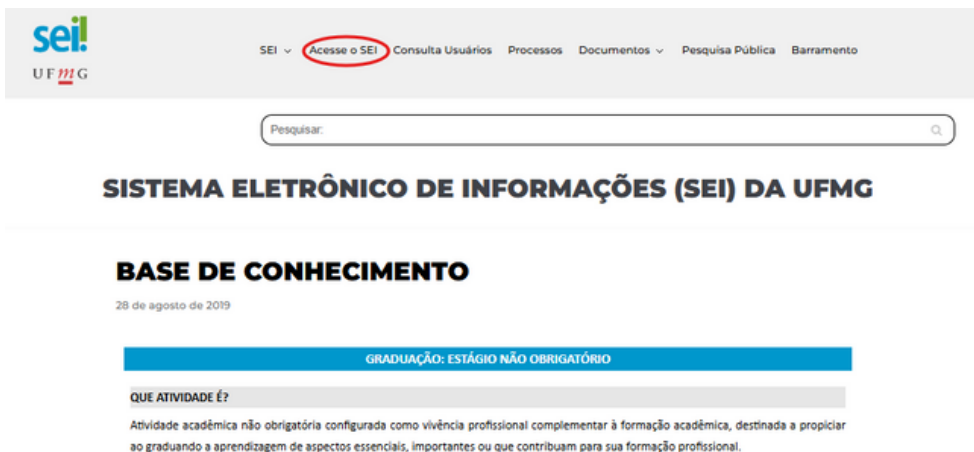 sei!
UFMG
SEI Acesse o SEI Consulta Usuários Processos Documentos Pesquisa Pública Barramento
Pesquisar:
SISTEMA ELETRÔNICO DE INFORMAÇÕES (SEI) DA UFMG
BASE DE CONHECIMENTO
28 de agosto de 2019
GRADUAÇÃO: ESTÁGIO NÃO OBRIGATÓRIO
QUE ATIVIDADE É?
Atividade acadêmica não obrigatória configurada como vivência profissional complementar à formação acadêmica, destinada a propiciar
ao graduando a aprendizagem de aspectos essenciais, importantes ou que contribuam para sua formação profissional.